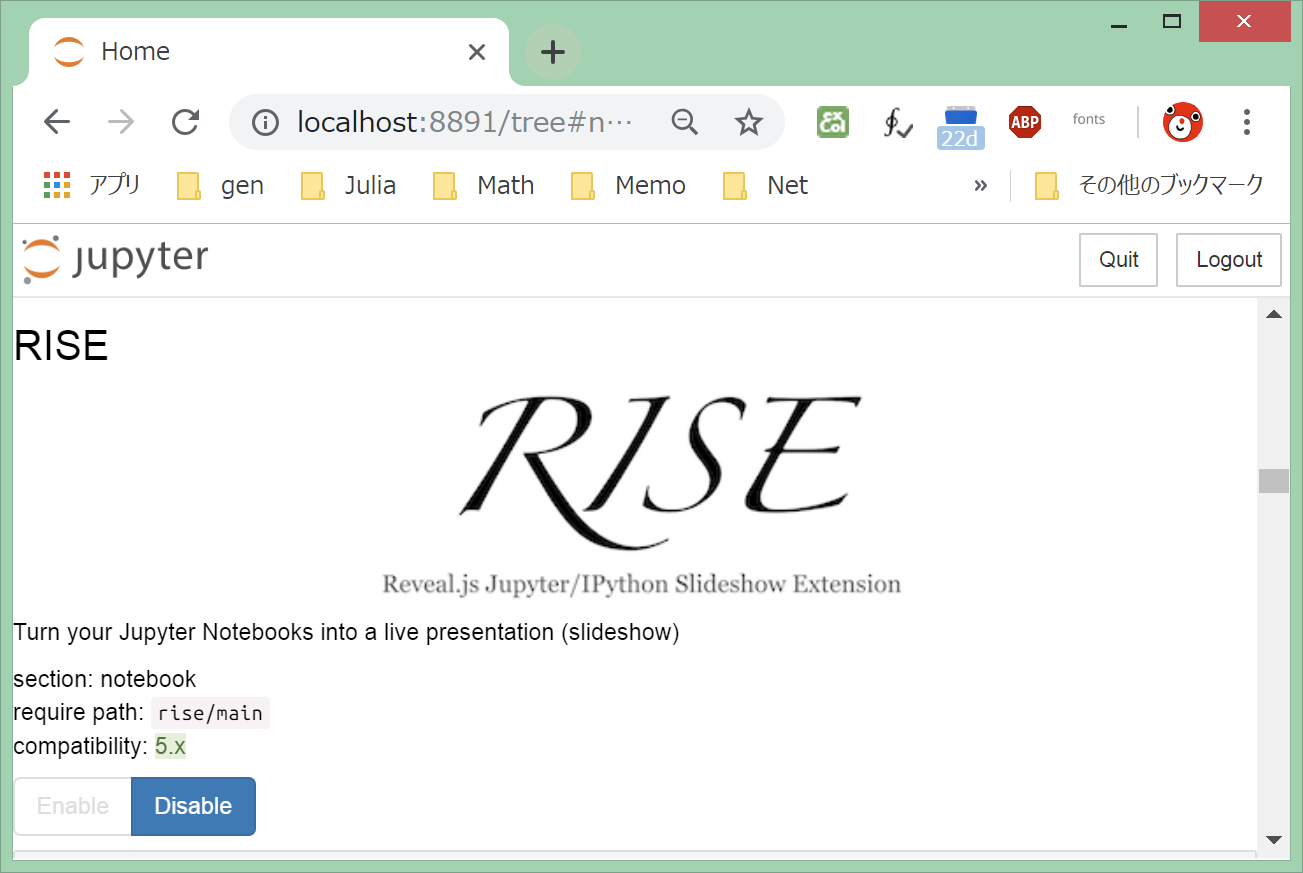 Home
localhost:8891/tree#n…
exCol
22d
ABP
fonts
アプリ gen Julia Math Memo Net » その他のブックマーク
jupyter Quit Logout
RISE
RISE
Reveal.js Jupyter/IPython Slideshow Extension
Turn your Jupyter Notebooks into a live presentation (slideshow)
section: notebook
require path: rise/main
compatibility: 5.x
Enable Disable